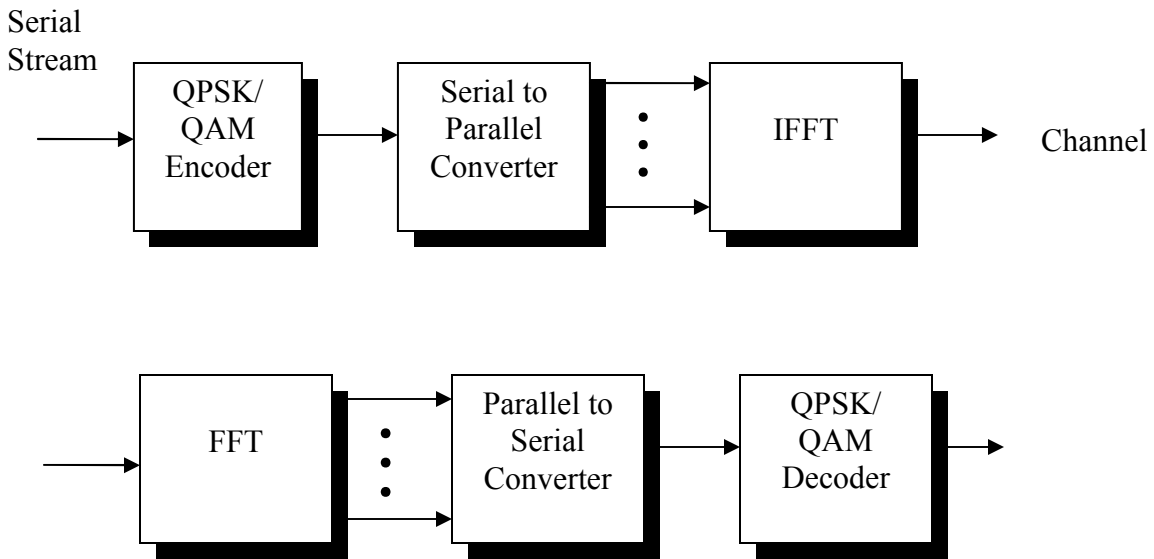 Serial
Stream
QPSK/
QAM
Encoder
Serial to
Parallel
Converter
IFFT
Channel
FFT
Parallel to
Serial
Converter
QPSK/
QAM
Decoder